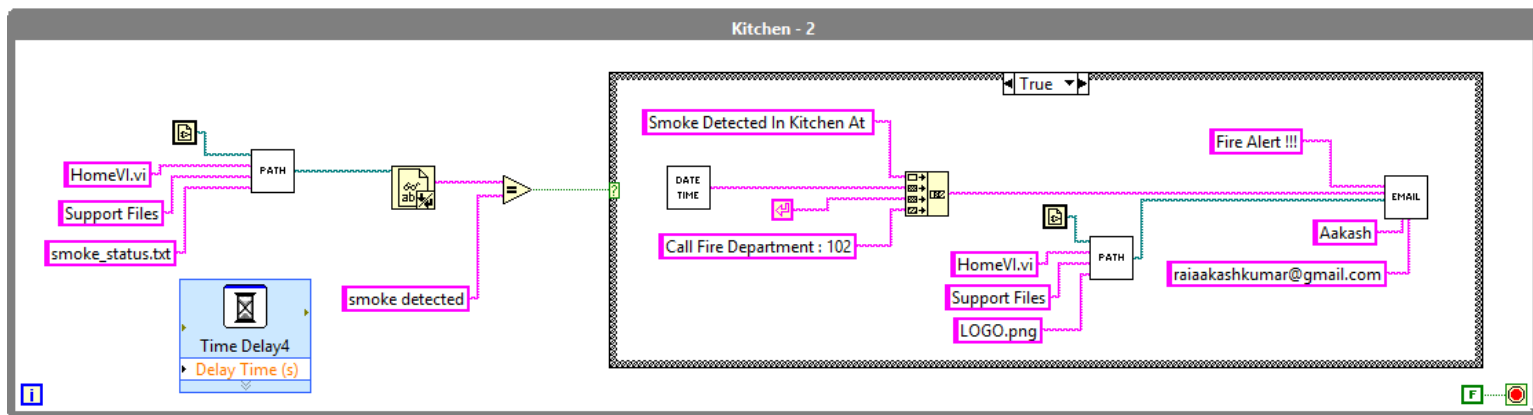 Kitchen - 2
True
Smoke Detected In Kitchen At
Fire Alert !!!
HomeVI.vi
PATH
DATE
TIME
EMAIL
ab
=
?
Support Files
Aakash
smoke_status.txt
Call Fire Department : 102
HomeVI.vi
PATH
raiaakashkumar@gmail.com
smoke detected
Support Files
LOGO.png
Time Delay4
Delay Time (s)
i
F